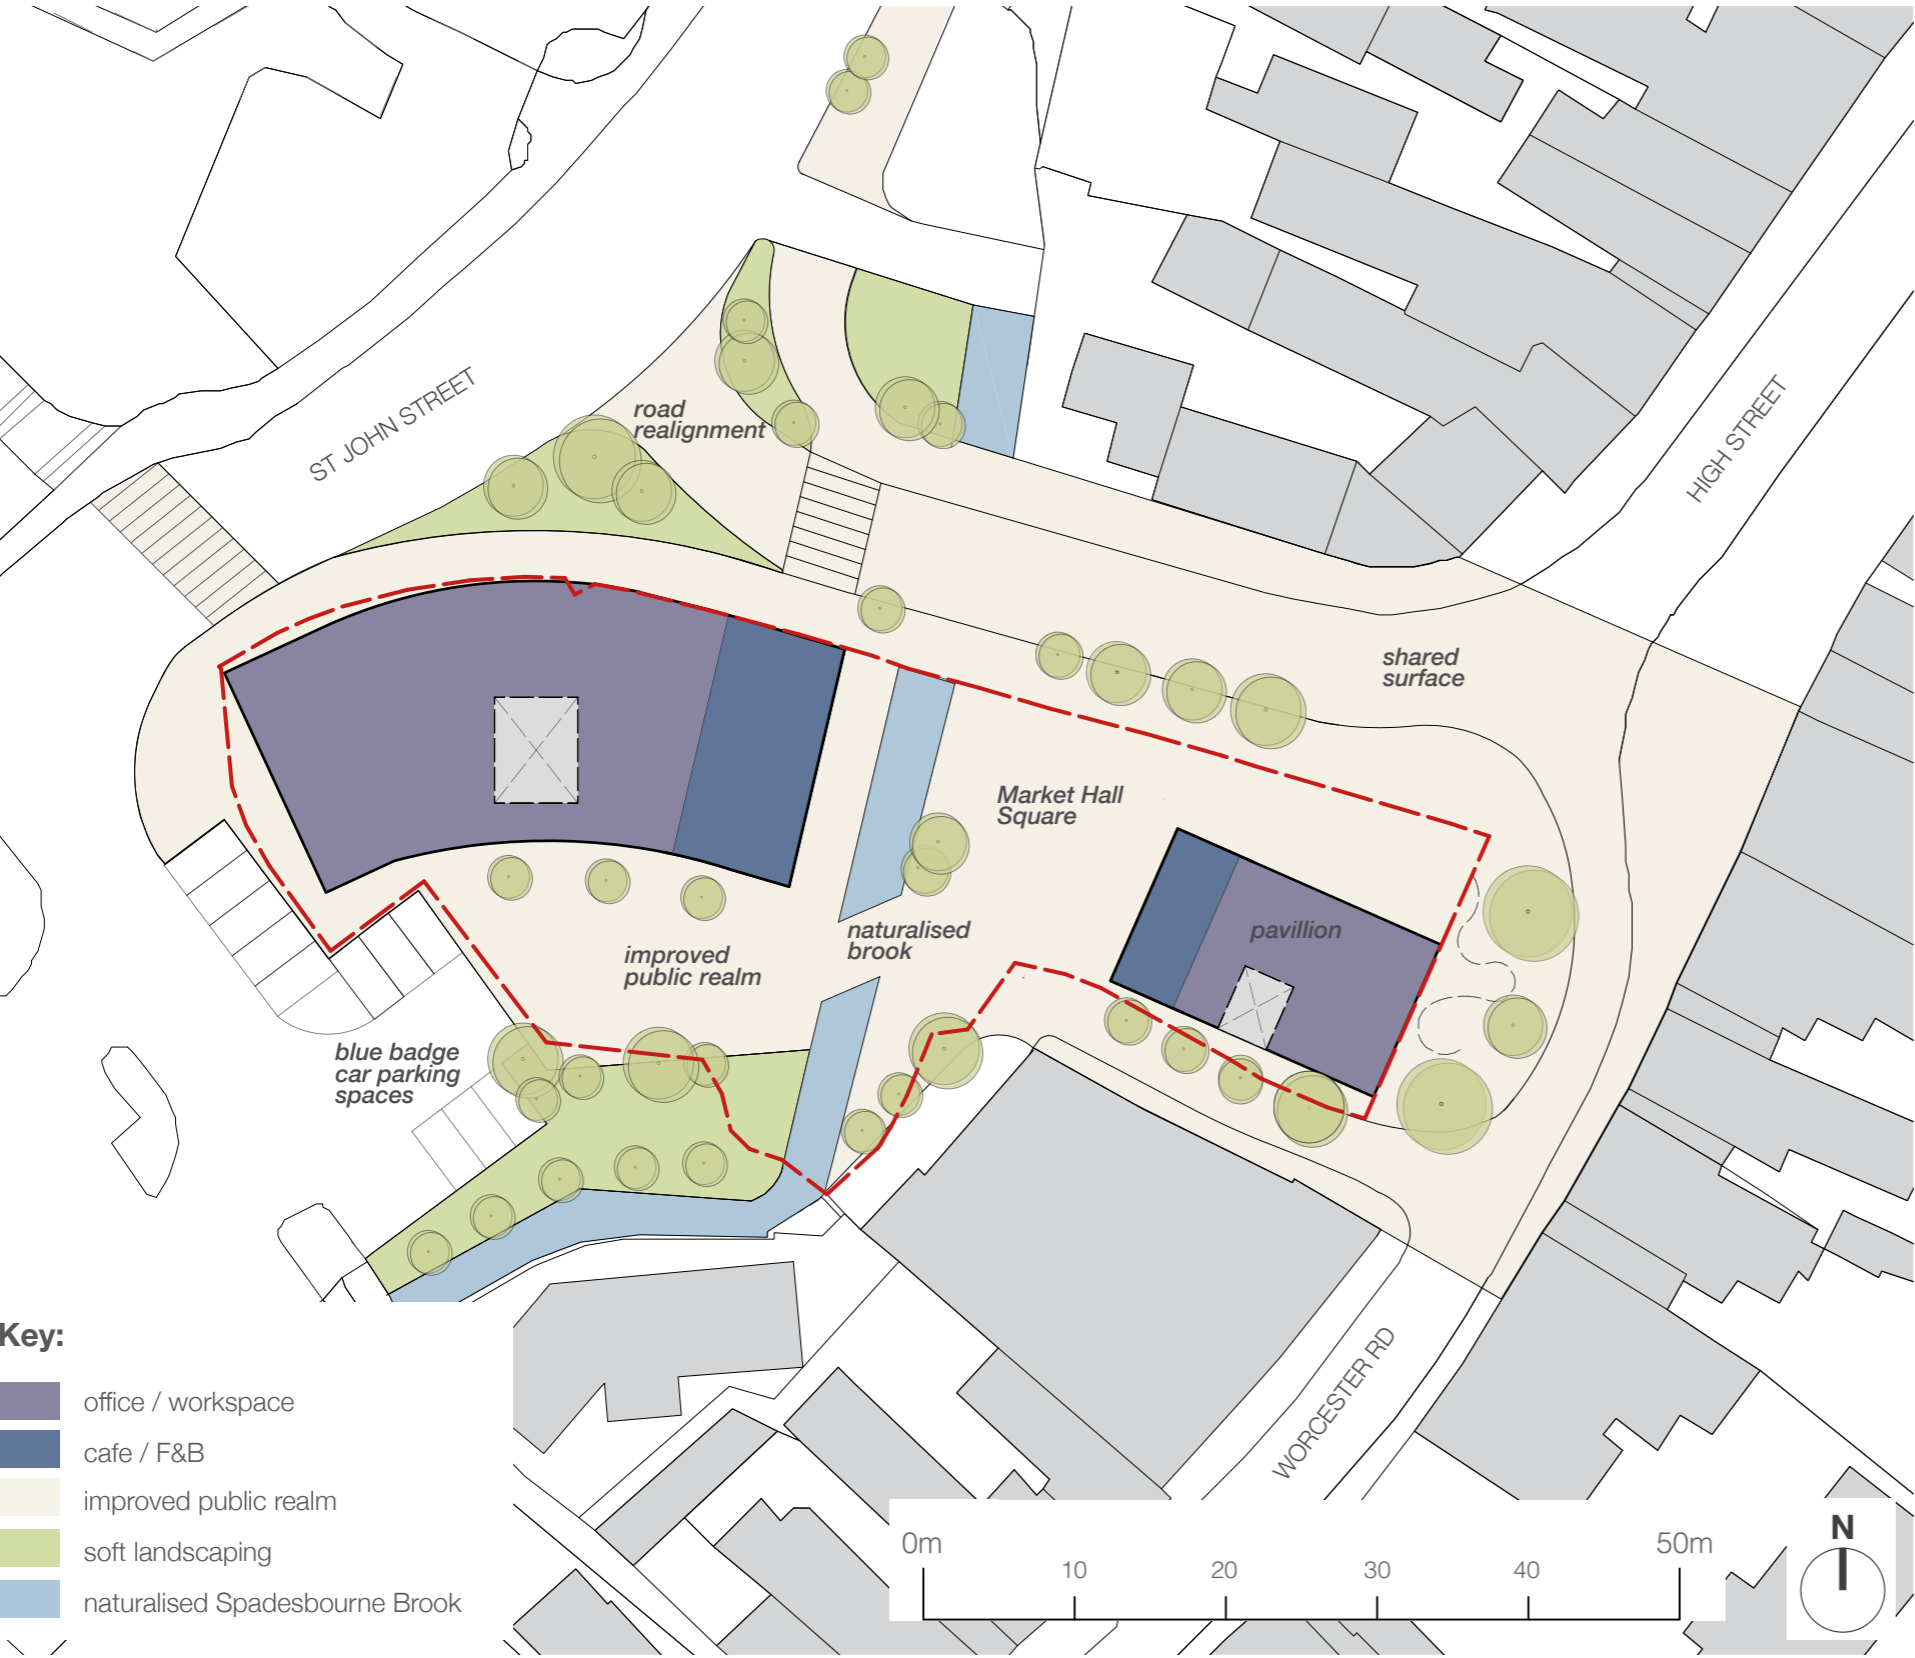 ST JOHN STREET
road
realignment
HIGH STREET
shared
surface
Market Hall
Square
pavillion
naturalised
brook
improved
public realm
blue badge
car parking
spaces
WORCESTER RD
Key:
office / workspace
cafe / F&B
improved public realm
soft landscaping
naturalised Spadesbourne Brook
0m
10
20
30
40
50m
N